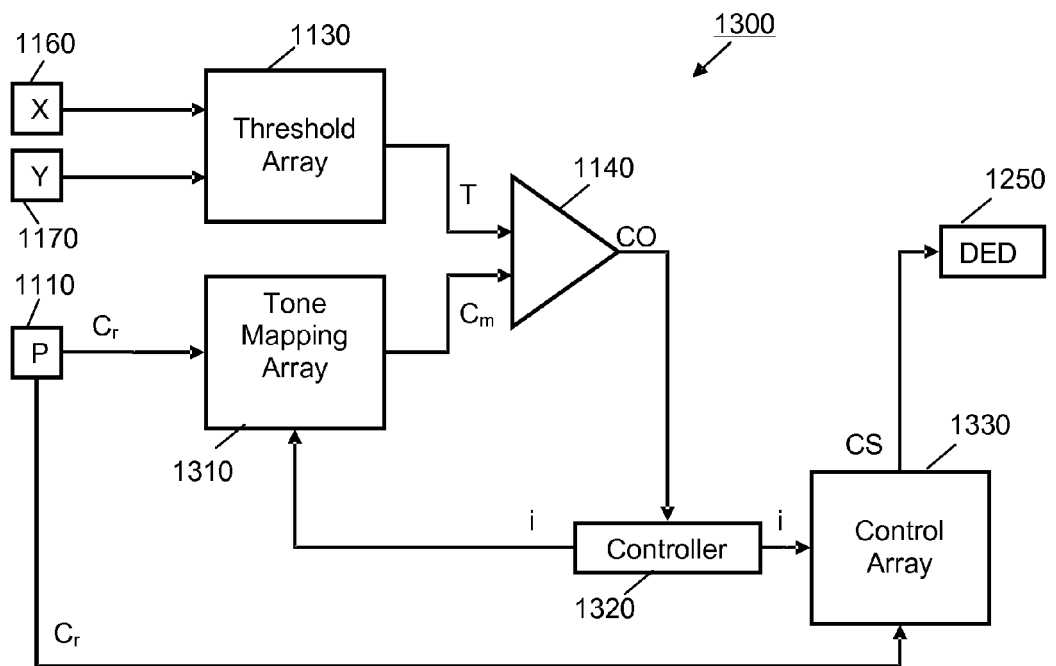 1300
1160
1130
X
Threshold
Array
Y
1170
T
1140
CO
1250
DED
1110
P
Cr
Tone
Mapping
Array
Cm
1310
CS
1330
i
Controller
i
1320
Control
Array
Cr